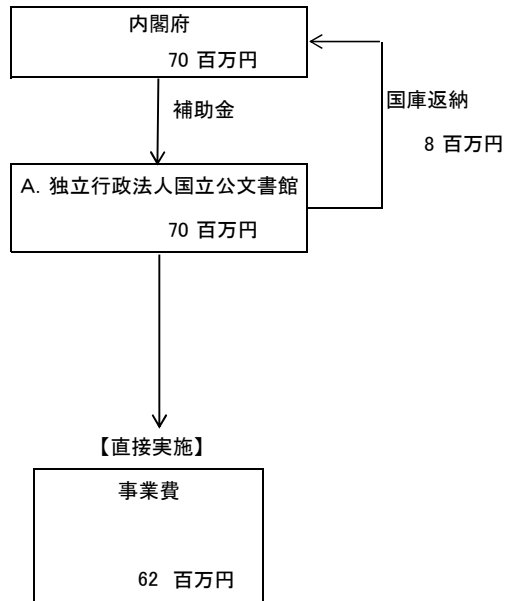 内閣府
70 百万円
補助金
国庫返納
8 百万円
A. 独立行政法人国立公文書館
70 百万円
【直接実施】
事業費
62 百万円